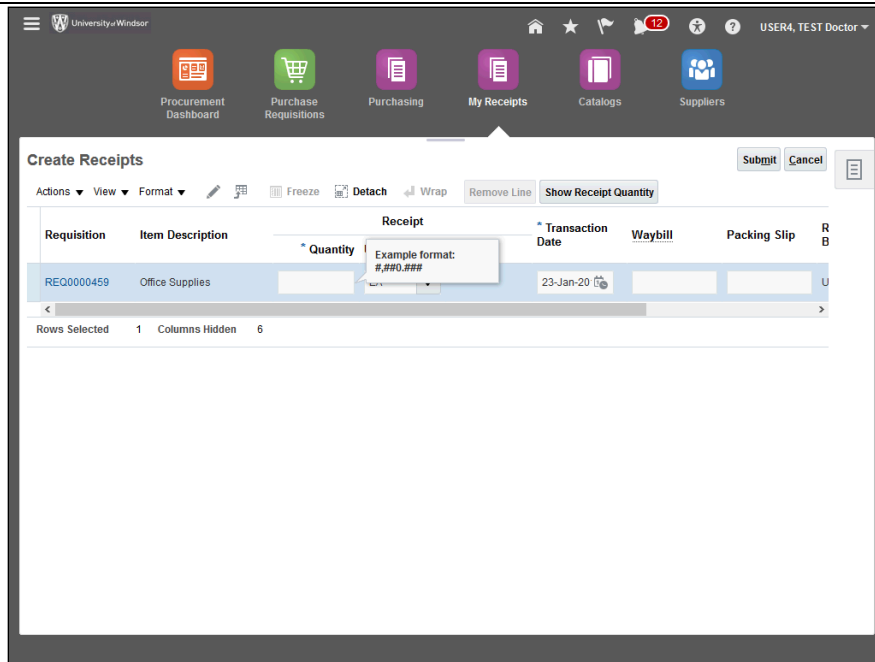 University of Windsor
12
?
USER4, TEST Doctor
Procurement Dashboard
Purchase Requisitions
Purchasing
My Receipts
Catalogs
Suppliers
Create Receipts
Submit Cancel
Actions View Format Freeze Detach Wrap Remove Line Show Receipt Quantity
Receipt
Requisition Item Description * Quantity * Transaction Date Waybill Packing Slip
Example format:
#,##0.###
REQ0000459 Office Supplies 23-Jan-20
Rows Selected 1 Columns Hidden 6